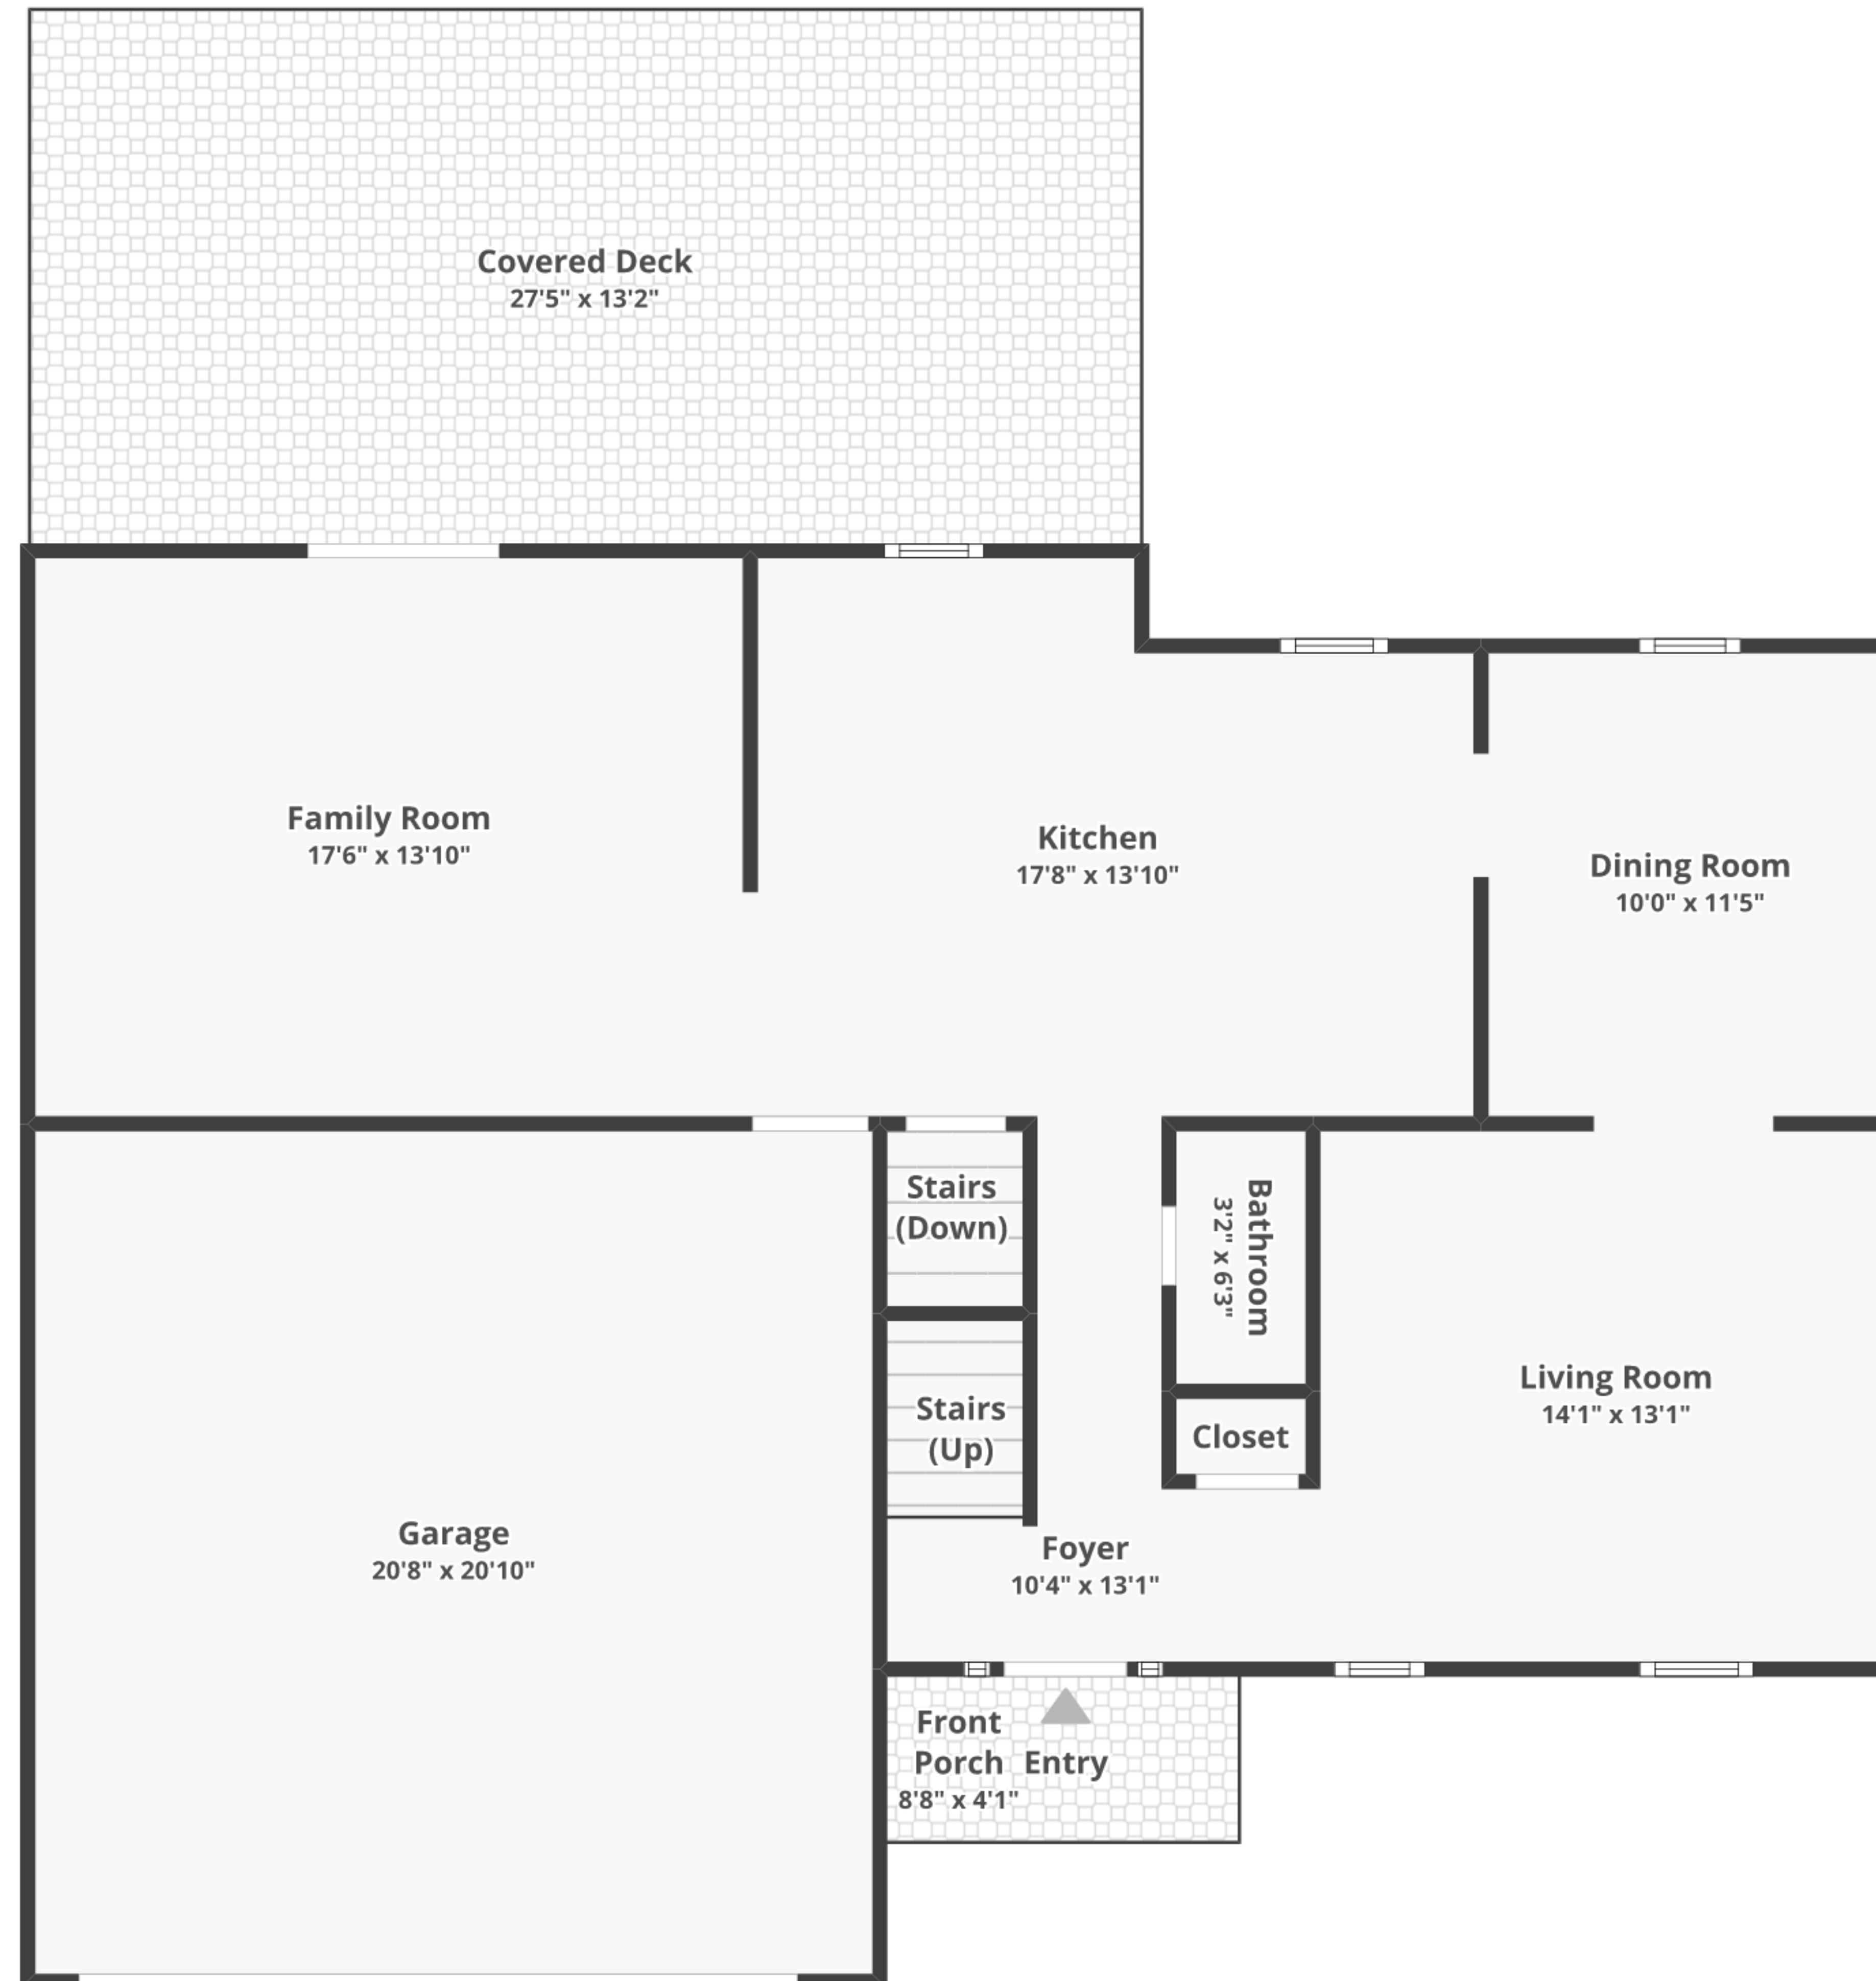 Covered Deck
27'5" x 13'2"
Family Room
17'6" x 13'10"
Kitchen
17'8" x 13'10"
Dining Room
10'0" x 11'5"
Stairs
(Down)
Bathroom
3'2" x 6'3"
Stairs
(Up)
Closet
Living Room
14'1" x 13'1"
Garage
20'8" x 20'10"
Foyer
10'4" x 13'1"
Front
Porch
8'8" x 4'1"
Entry